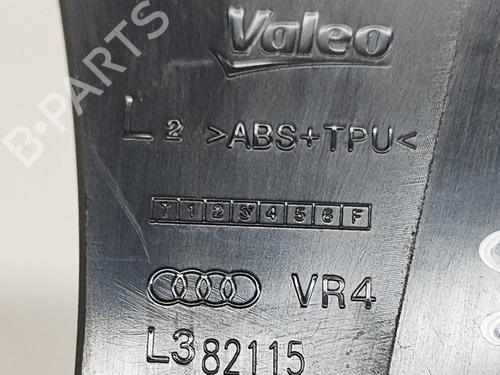 Valeo
L 2 >ABS+TPU<
T 1 2 3 4 5 6 F
VR4
L3 82115
B-PARTS